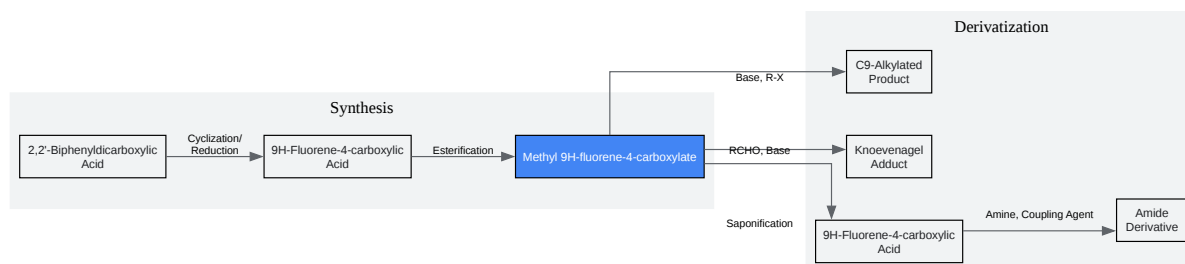 Derivatization
Synthesis
2,2'-Biphenyldicarboxylic
Acid
Cyclization/
Reduction
9H-Fluorene-4-carboxylic
Acid
Esterification
Methyl 9H-fluorene-4-carboxylate
Base, R-X
C9-Alkylated
Product
RCHO, Base
Knoevenagel
Adduct
Saponification
9H-Fluorene-4-carboxylic
Acid
Amine, Coupling Agent
Amide
Derivative